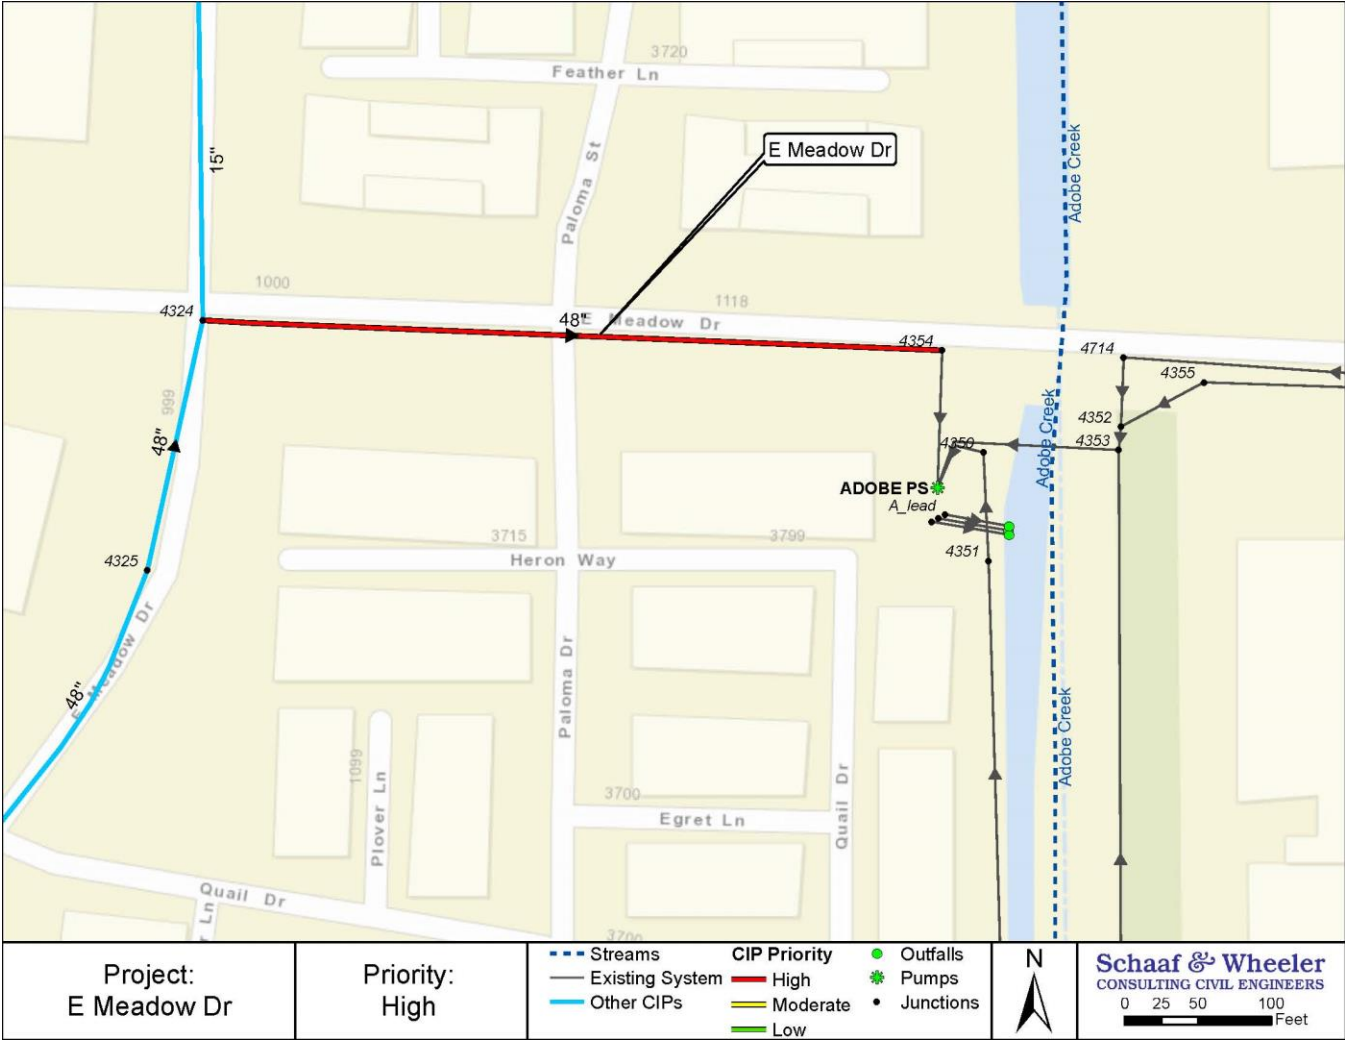 3720
Feather Ln
15"
Paloma St
E Meadow Dr
Adobe Creek
1000
1118
4324
48"
E Meadow Dr
4354
4714
4355
999
48"
4352
4350
4353
Adobe Creek
ADOBE PS
A_lead
4325
3715
3799
4351
Heron Way
E Meadow Dr
48"
Paloma Dr
Adobe Creek
1099
Plover Ln
3700
Egret Ln
Quail Dr
Quail Dr
Ln
3700
Project:
E Meadow Dr
Priority:
High
Streams
Existing System
Other CIPs
CIP Priority
High
Moderate
Low
Outfalls
Pumps
Junctions
N
Schaaf & Wheeler
CONSULTING CIVIL ENGINEERS
0 25 50 100
Feet